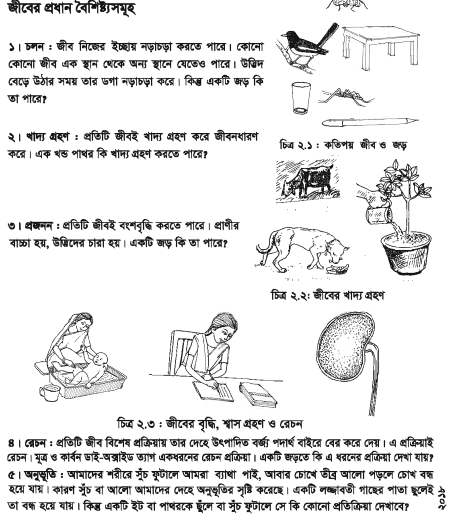 জীবের প্রধান বৈশিষ্ট্যসমূহ
১। চলন : জীব নিজের ইচ্ছায় নড়াচড়া করতে পারে। কোনো
কোনো জীব এক স্থান থেকে অন্য স্থানে যেতেও পারে। উদ্ভিদ
বেড়ে উঠার সময় তার ডগা নড়াচড়া করে। কিন্তু একটি জড় কি
তা পারে?
২। খাদ্য গ্রহণ : প্রতিটি জীবই খাদ্য গ্রহণ করে জীবনধারণ
করে। এক খন্ড পাথর কি খাদ্য গ্রহণ করতে পারে?
চিত্র ২.১ : কতিপয় জীব ও জড়
৩। প্রজনন : প্রতিটি জীবই বংশবৃদ্ধি করতে পারে। প্রাণীর
বাচ্চা হয়, উদ্ভিদের চারা হয়। একটি জড় কি তা পারে?
চিত্র ২.২: জীবের খাদ্য গ্রহণ
চিত্র ২.৩ : জীবের বৃদ্ধি, শ্বাস গ্রহণ ও রেচন
৪। রেচন : প্রতিটি জীব বিশেষ প্রক্রিয়ায় তার দেহে উৎপাদিত বর্জ্য পদার্থ বাইরে বের করে দেয়। এ প্রক্রিয়াই
রেচন। মূত্র ও কার্বন ডাই-অক্সাইড ত্যাগ একধরনের রেচন প্রক্রিয়া। একটি জড়তে কি এ ধরনের প্রক্রিয়া দেখা যায়?
৫। অনুভূতি : আমাদের শরীরে সুঁচ ফুটালে আমরা ব্যাথা পাই, আবার চোখে তীব্র আলো পড়লে চোখ বন্ধ
হয়ে যায়। কারণ সুঁচ বা আলো আমাদের দেহে অনুভূতির সৃষ্টি করেছে। একটি লজ্জাবতী গাছের পাতা ছুলেই
তা বন্ধ হয়ে যায়। কিন্তু একটি ইট বা পাথরকে ছুঁলে বা সুঁচ ফুটালে সে কি কোনো প্রতিক্রিয়া দেখাবে?
২০১৮